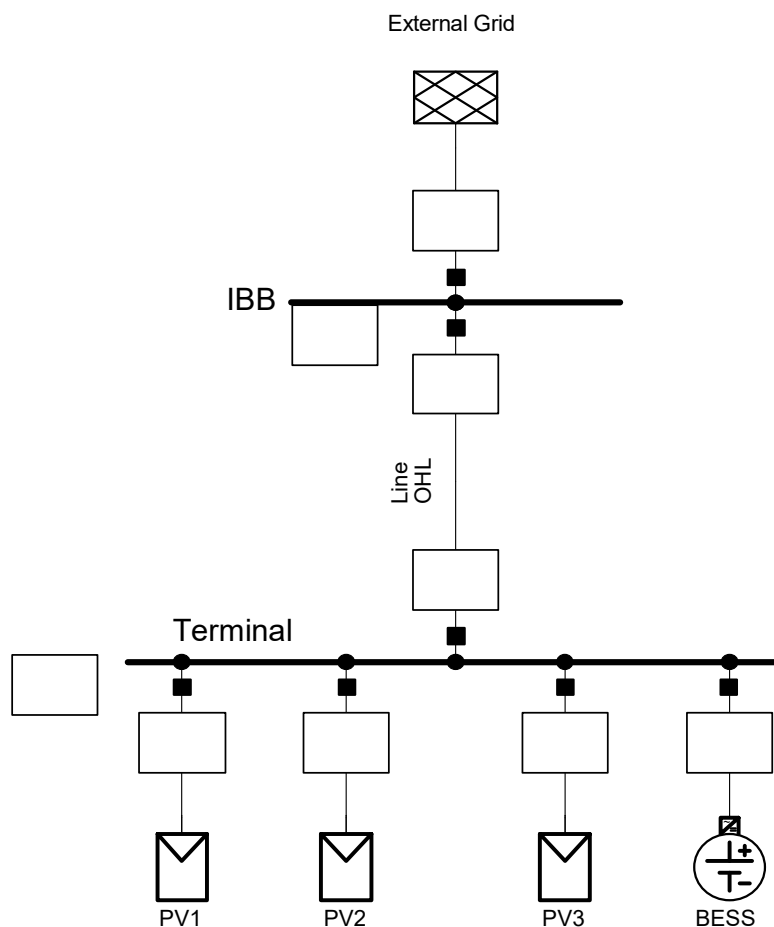 External Grid
IBB
Line
OHL
Terminal
PV1
PV2
PV3
BESS